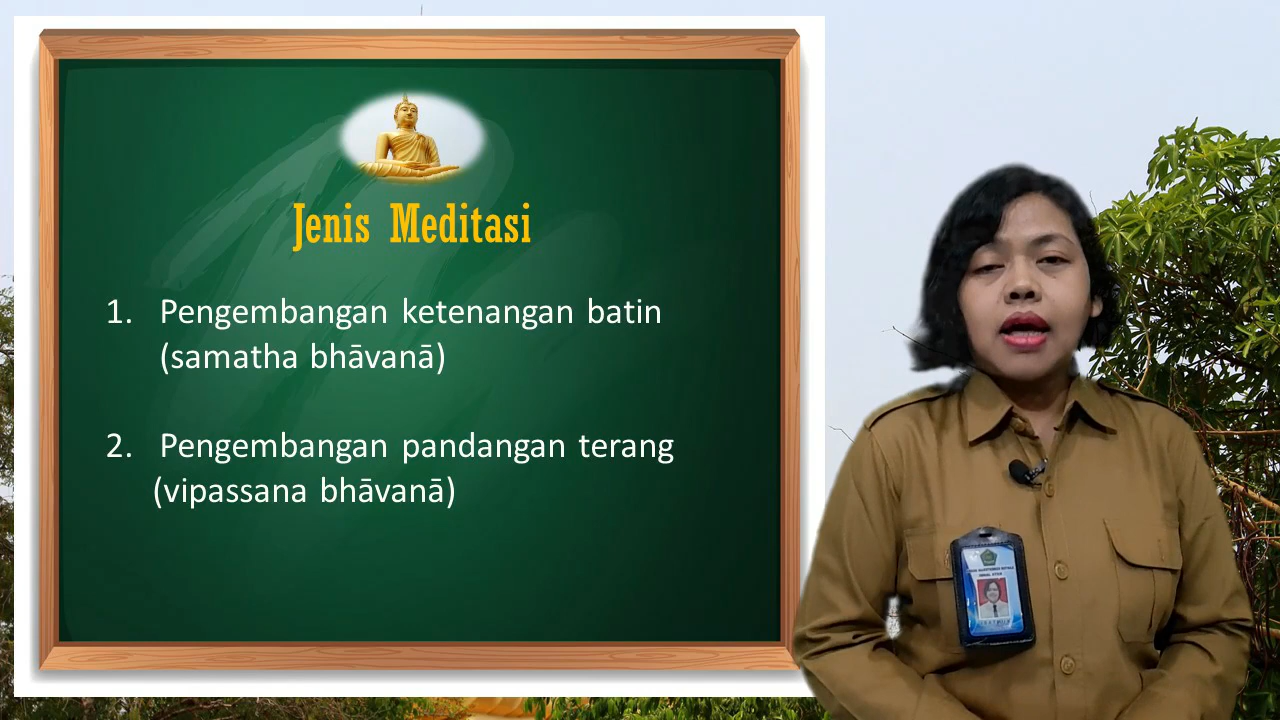 Jenis Meditasi
1. Pengembangan ketenangan batin
(samatha bhāvanā)
2. Pengembangan pandangan terang
(vipassana bhāvanā)